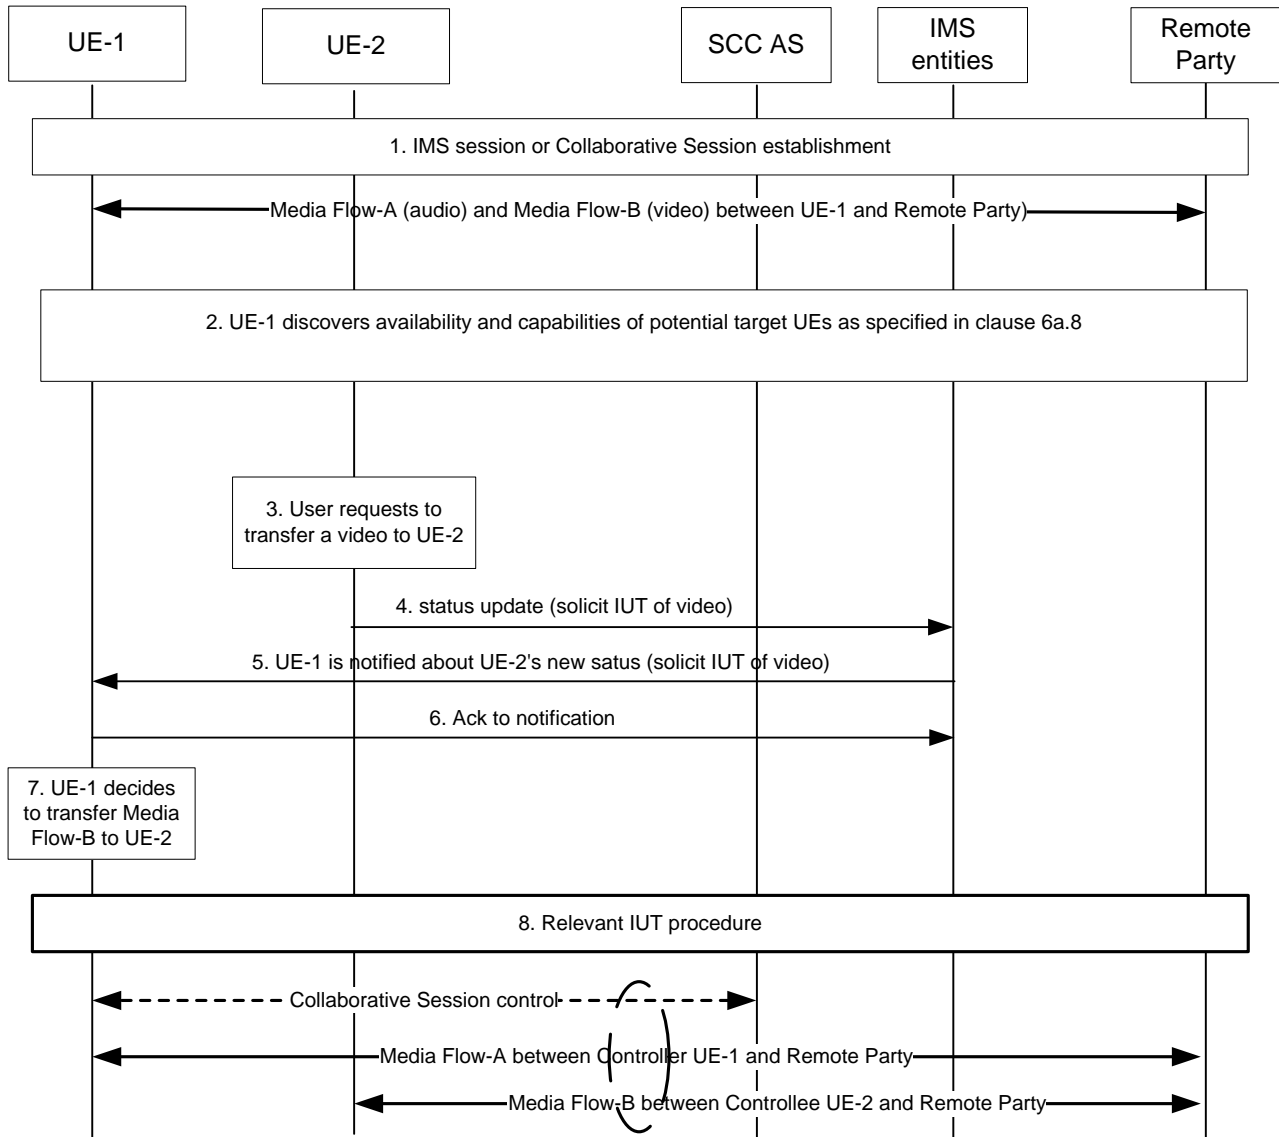 UE-1
UE-2
SCC AS
IMS
entities
Remote
Party
1. IMS session or Collaborative Session establishment
Media Flow-A (audio) and Media Flow-B (video) between UE-1 and Remote Party)
2. UE-1 discovers availability and capabilities of potential target UEs as specified in clause 6a.8
3. User requests to
transfer a video to UE-2
4. status update (solicit IUT of video)
5. UE-1 is notified about UE-2's new satus (solicit IUT of video)
6. Ack to notification
7. UE-1 decides
to transfer Media
Flow-B to UE-2
8. Relevant IUT procedure
Collaborative Session control
Media Flow-A between Controller UE-1 and Remote Party
Media Flow-B between Controllee UE-2 and Remote Party